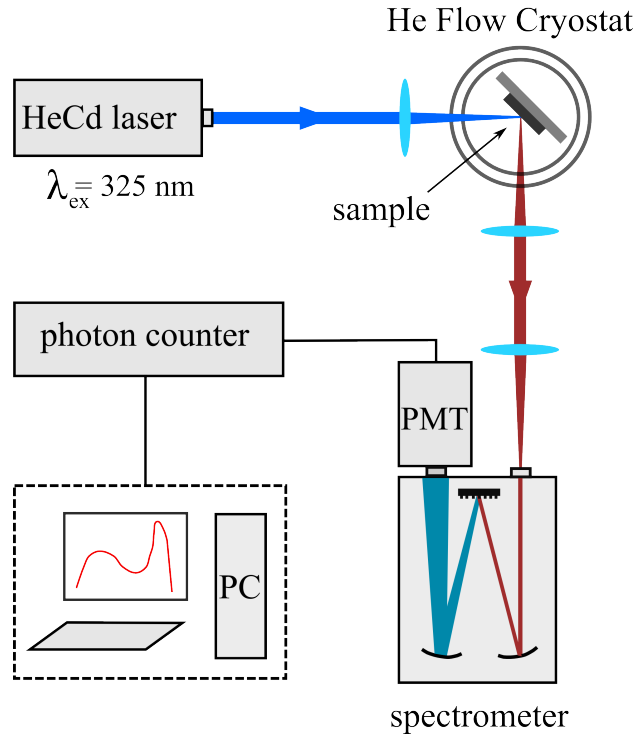 He Flow Cryostat
HeCd laser
λex = 325 nm
sample
photon counter
PMT
PC
spectrometer